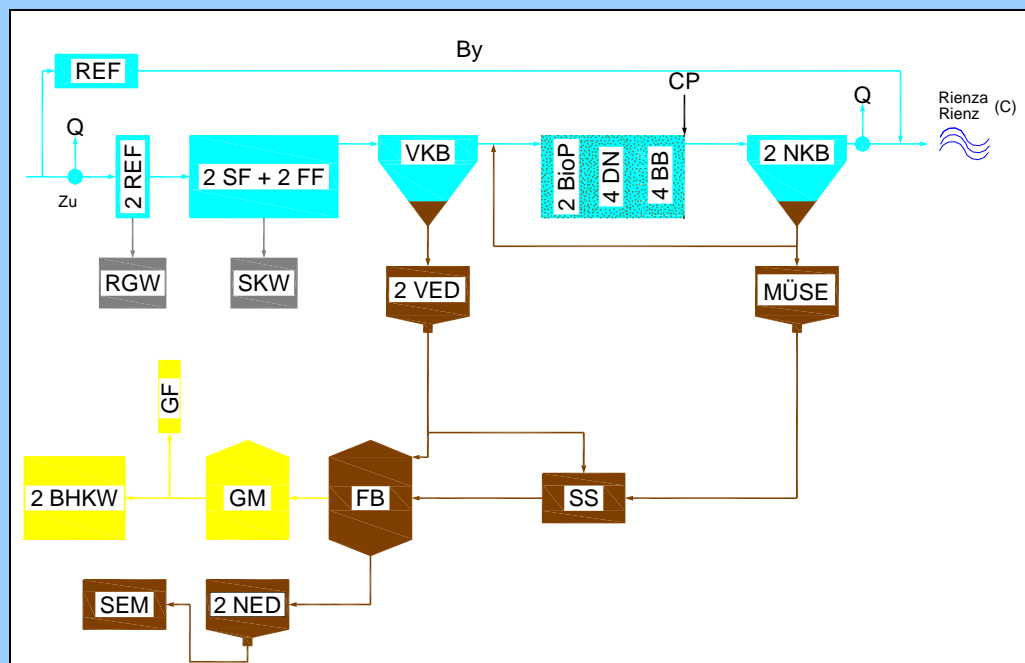 By
REF
CP
Q
Q
Rienza
Rienz
(C)
Zu
2 REF
2 SF + 2 FF
VKB
2 BioP
4 DN
4 BB
2 NKB
RGW
SKW
2 VED
MÜSE
GF
2 BHKW
GM
FB
SS
SEM
2 NED